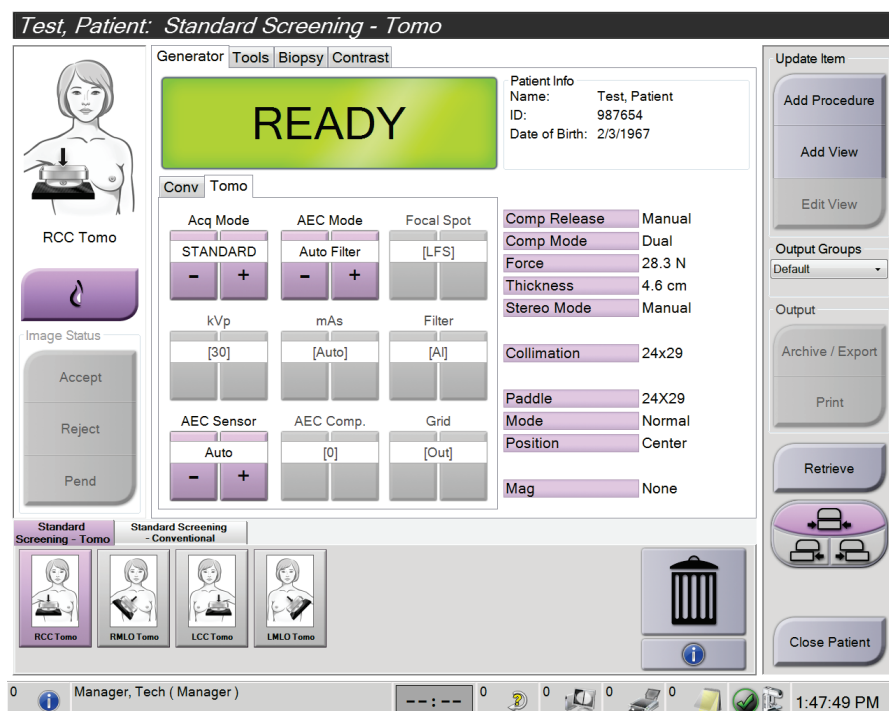 Test, Patient: Standard Screening - Tomo
Generator Tools Biopsy Contrast
READY
Patient Info
Name: Test, Patient
ID: 987654
Date of Birth: 2/3/1967
RCC Tomo
Image Status
Accept
Reject
Pend
Conv Tomo
Acq Mode AEC Mode Focal Spot
STANDARD Auto Filter [LFS]
- + - +
kVp mAs Filter
[30] [Auto] [Al]
AEC Sensor AEC Comp. Grid
Auto [0] [Out]
- +
Comp Release Manual
Comp Mode Dual
Force 28.3 N
Thickness 4.6 cm
Stereo Mode Manual
Collimation 24x29
Paddle 24X29
Mode Normal
Position Center
Mag None
Update Item
Add Procedure
Add View
Edit View
Output Groups
Default
Output
Archive / Export
Print
Retrieve
Close Patient
Standard
Screening - Tomo
Standard Screening
- Conventional
RCC Tomo RMLO Tomo LCC Tomo LMLO Tomo
0 Manager, Tech ( Manager ) --:-- 0 0 0 0 1:47:49 PM